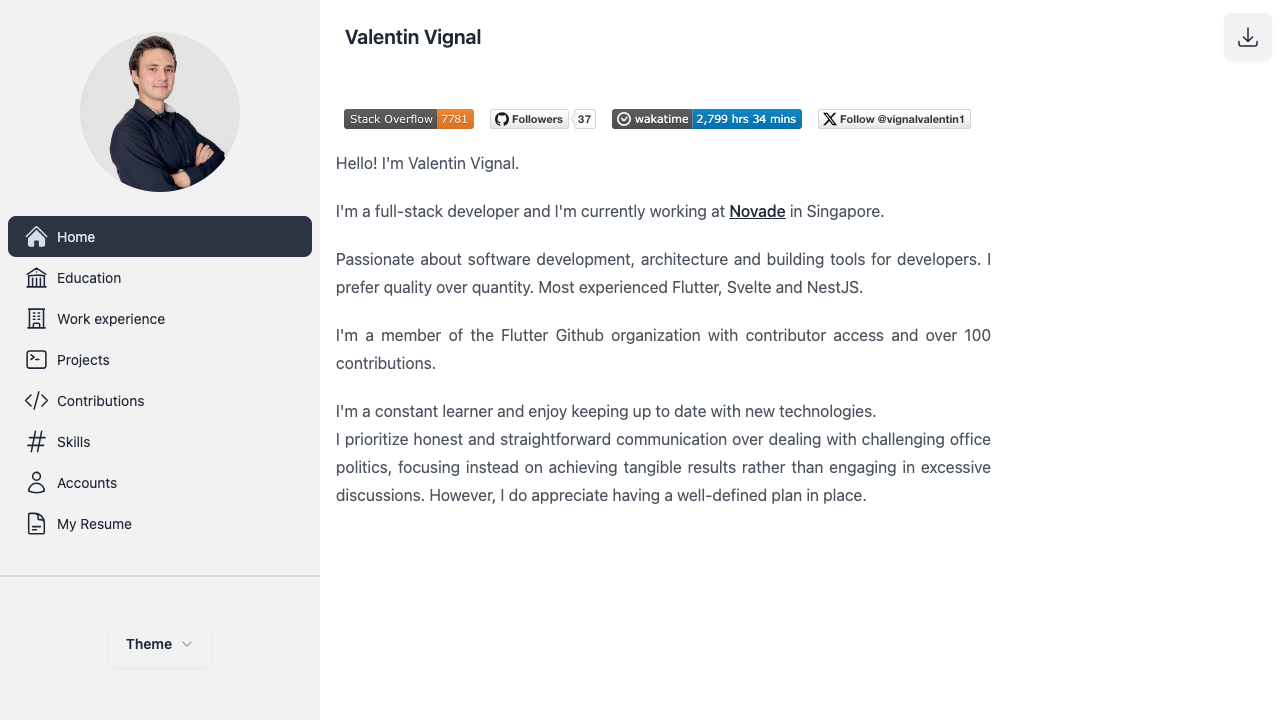 Home
Education
Work experience
Projects
Contributions
Skills
Accounts
My Resume
Theme
Valentin Vignal
Stack Overflow 7781
Followers 37
wakatime 2,799 hrs 34 mins
Follow @vignalvalentin1
Hello! I'm Valentin Vignal.
I'm a full-stack developer and I'm currently working at Novade in Singapore.
Passionate about software development, architecture and building tools for developers. I
prefer quality over quantity. Most experienced Flutter, Svelte and NestJS.
I'm a member of the Flutter Github organization with contributor access and over 100
contributions.
I'm a constant learner and enjoy keeping up to date with new technologies.
I prioritize honest and straightforward communication over dealing with challenging office
politics, focusing instead on achieving tangible results rather than engaging in excessive
discussions. However, I do appreciate having a well-defined plan in place.